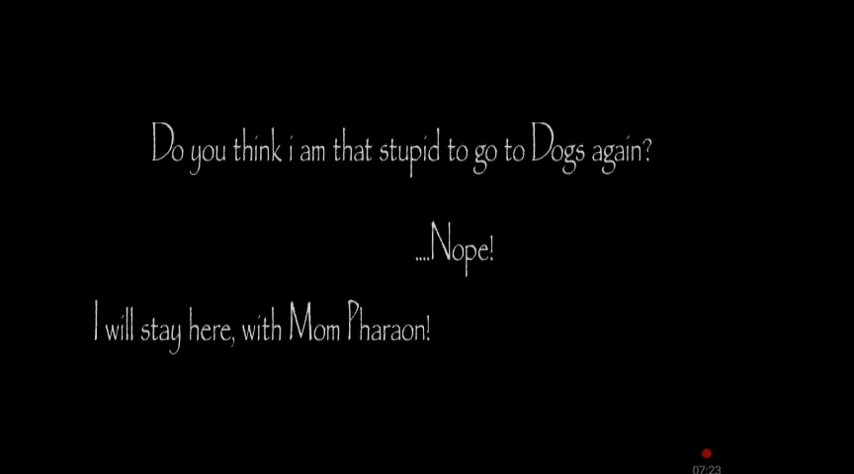 Do you think i am that stupid to go to Dogs again?
....Nope!
I will stay here, with Mom Pharaon!
07:23